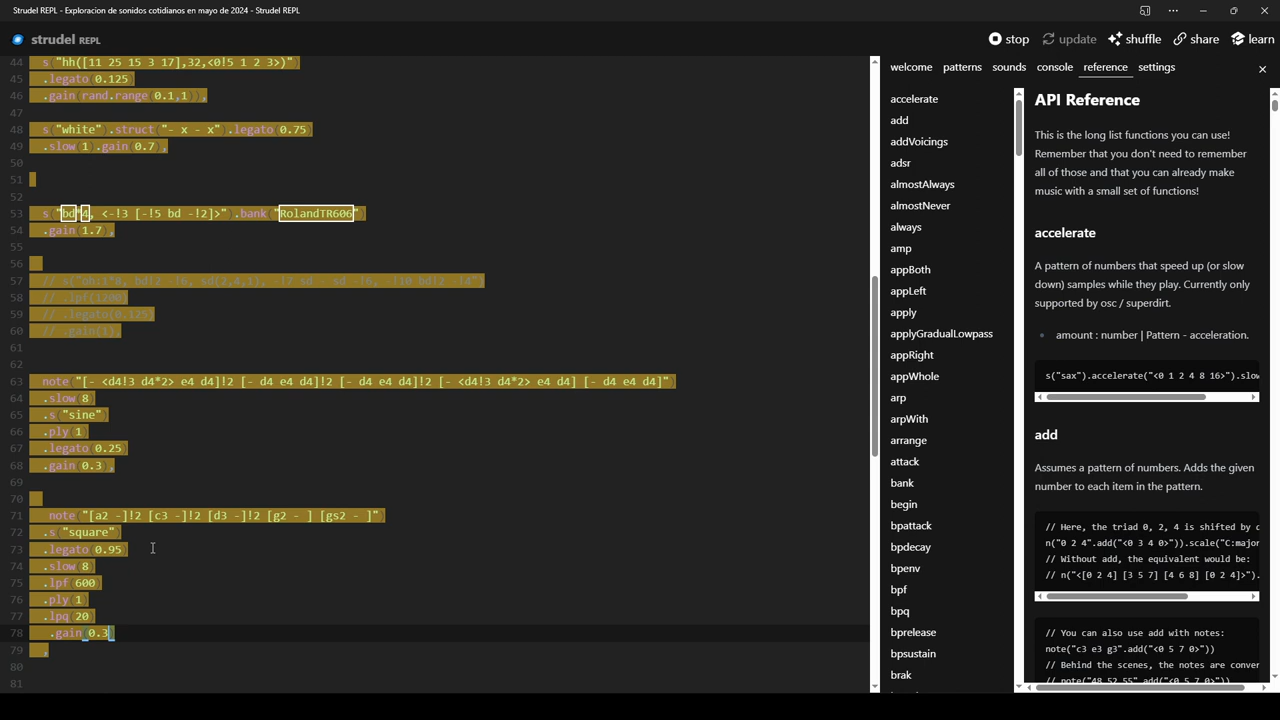 Strudel REPL - Exploracion de sonidos cotidianos en mayo de 2024 - Strudel REPL
strudel REPL
stop
update
shuffle
share
learn
44 s("hh([11 25 15 3 17],32,<0!5 1 2 3>)")
45 .legato(0.125)
46 .gain(rand.range(0.1,1)),
47
48 s("white").struct("- x - x").legato(0.75)
49 .slow(1).gain(0.7),
50
51
52
53 s("bd*4, <-!3 [-!5 bd -!2]>").bank("RolandTR606")
54 .gain(1.7),
55
56
57 // s("oh:1*8, bd!2 -!6, sd(2,4,1), -!7 sd - sd -!6, -!10 bd!2 -!4")
58 // .lpf(1200)
59 // .legato(0.125)
60 // .gain(1),
61
62
63 note("[- <d4!3 d4*2> e4 d4]!2 [- d4 e4 d4]!2 [- d4 e4 d4]!2 [- <d4!3 d4*2> e4 d4] [- d4 e4 d4]")
64 .slow(8)
65 .s("sine")
66 .ply(1)
67 .legato(0.25)
68 .gain(0.3),
69
70
71 note("[a2 -]!2 [c3 -]!2 [d3 -]!2 [g2 - ] [gs2 - ]")
72 .s("square")
73 .legato(0.95)
74 .slow(8)
75 .lpf(600)
76 .ply(1)
77 .lpq(20)
78 .gain(0.3)
79 ,
80
81
welcome patterns sounds console reference settings
accelerate
add
addVoicings
adsr
almostAlways
almostNever
always
amp
appBoth
appLeft
apply
applyGradualLowpass
appRight
appWhole
arp
arpWith
arrange
attack
bank
begin
bpattack
bpdecay
bpenv
bpf
bpq
bprelease
bpsustain
brak
API Reference
This is the long list functions you can use!
Remember that you don't need to remember
all of those and that you can already make
music with a small set of functions!
accelerate
A pattern of numbers that speed up (or slow
down) samples while they play. Currently only
supported by osc / superdirt.
amount : number | Pattern - acceleration.
s("sax").accelerate("<0 1 2 4 8 16>").slow
add
Assumes a pattern of numbers. Adds the given
number to each item in the pattern.
// Here, the triad 0, 2, 4 is shifted by
n("0 2 4".add("<0 3 4 0>")).scale("C:major
// Without add, the equivalent would be:
// n("<[0 2 4] [3 5 7] [4 6 8] [0 2 4]>").
// You can also use add with notes:
note("c3 e3 g3".add("<0 5 7 0>"))
// Behind the scenes, the notes are conver
// note("48 52 55".add("<0 5 7 0>"))